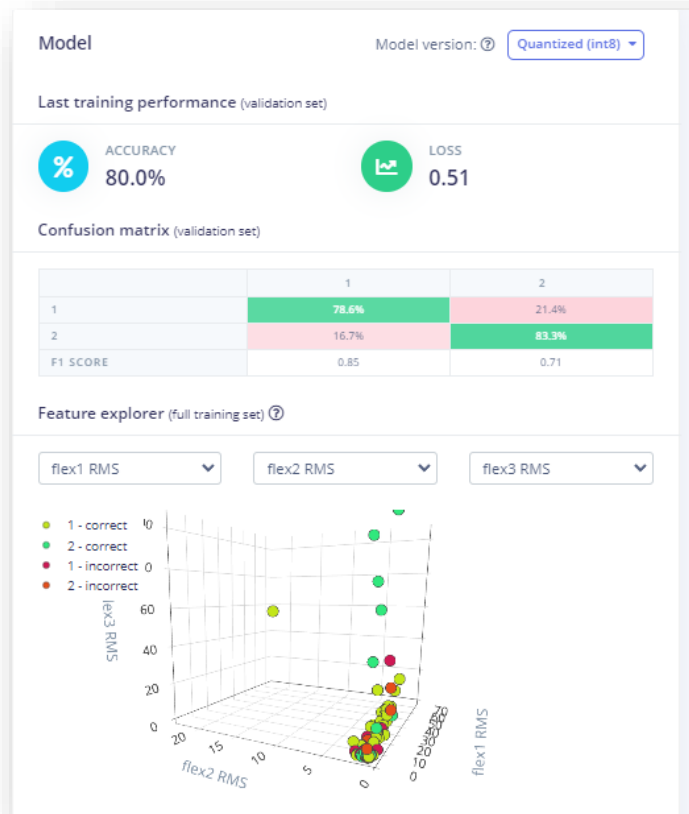 Model
Model version: ? Quantized (int8)
Last training performance (validation set)
%
ACCURACY
80.0%
LOSS
0.51
Confusion matrix (validation set)
1 2
1 78.6% 21.4%
2 16.7% 83.3%
F1 SCORE 0.85 0.71
Feature explorer (full training set) ?
flex1 RMS flex2 RMS flex3 RMS
1 - correct
2 - correct
1 - incorrect
2 - incorrect
lex3 RMS
0
60
40
20
0
20
15
10
5
0
flex2 RMS
20
10
0
flex1 RMS